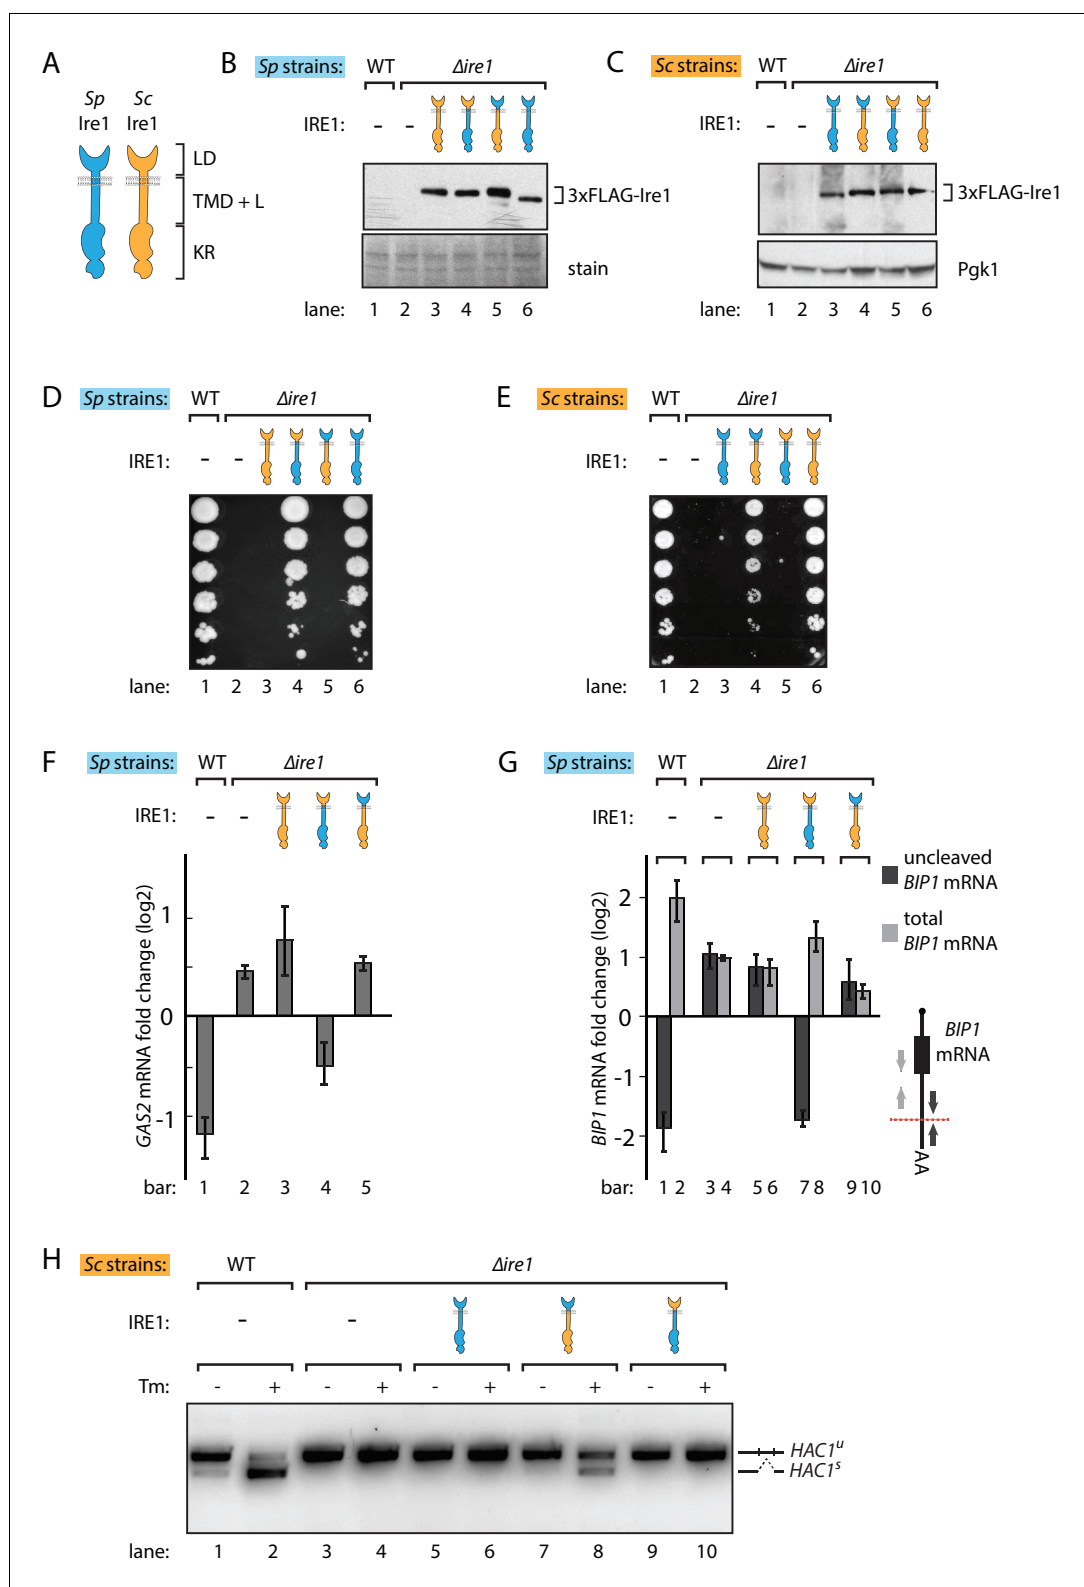 A
Sp Sc
Ire1 Ire1
LD
TMD + L
KR
B
Sp strains: WT Δire1
IRE1: - -
3xFLAG-Ire1
stain
lane: 1 2 3 4 5 6
C
Sc strains: WT Δire1
IRE1: - -
3xFLAG-Ire1
Pgk1
lane: 1 2 3 4 5 6
D
Sp strains: WT Δire1
IRE1: - -
lane: 1 2 3 4 5 6
E
Sc strains: WT Δire1
IRE1: - -
lane: 1 2 3 4 5 6
F
Sp strains: WT Δire1
IRE1: - -
GAS2 mRNA fold change (log2)
1
0
-1
bar: 1 2 3 4 5
G
Sp strains: WT Δire1
IRE1: - -
BIP1 mRNA fold change (log2)
2
1
0
-1
-2
bar: 1 2 3 4 5 6 7 8 9 10
uncleaved
BIP1 mRNA
total
BIP1 mRNA
BIP1
mRNA
AA
H
Sc strains: WT Δire1
IRE1: - -
Tm: - + - + - + - + - +
HAC1ᵘ
HAC1ˢ
lane: 1 2 3 4 5 6 7 8 9 10